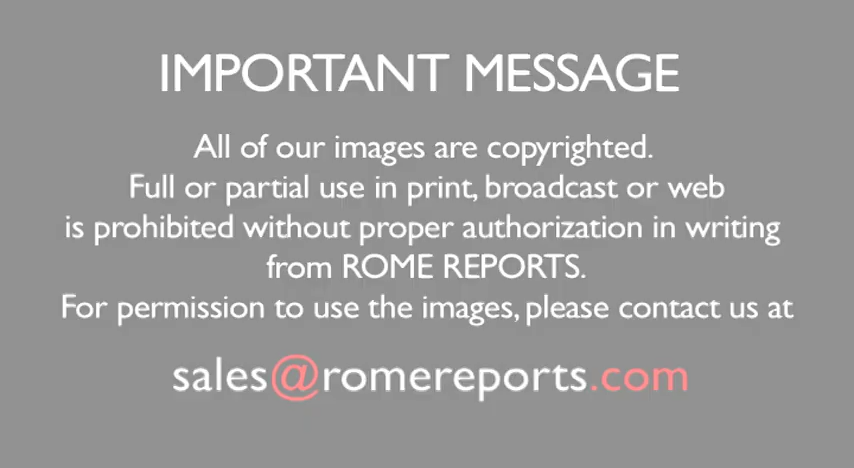 IMPORTANT MESSAGE
All of our images are copyrighted.
Full or partial use in print, broadcast or web
is prohibited without proper authorization in writing
from ROME REPORTS.
For permission to use the images, please contact us at
sales@romereports.com